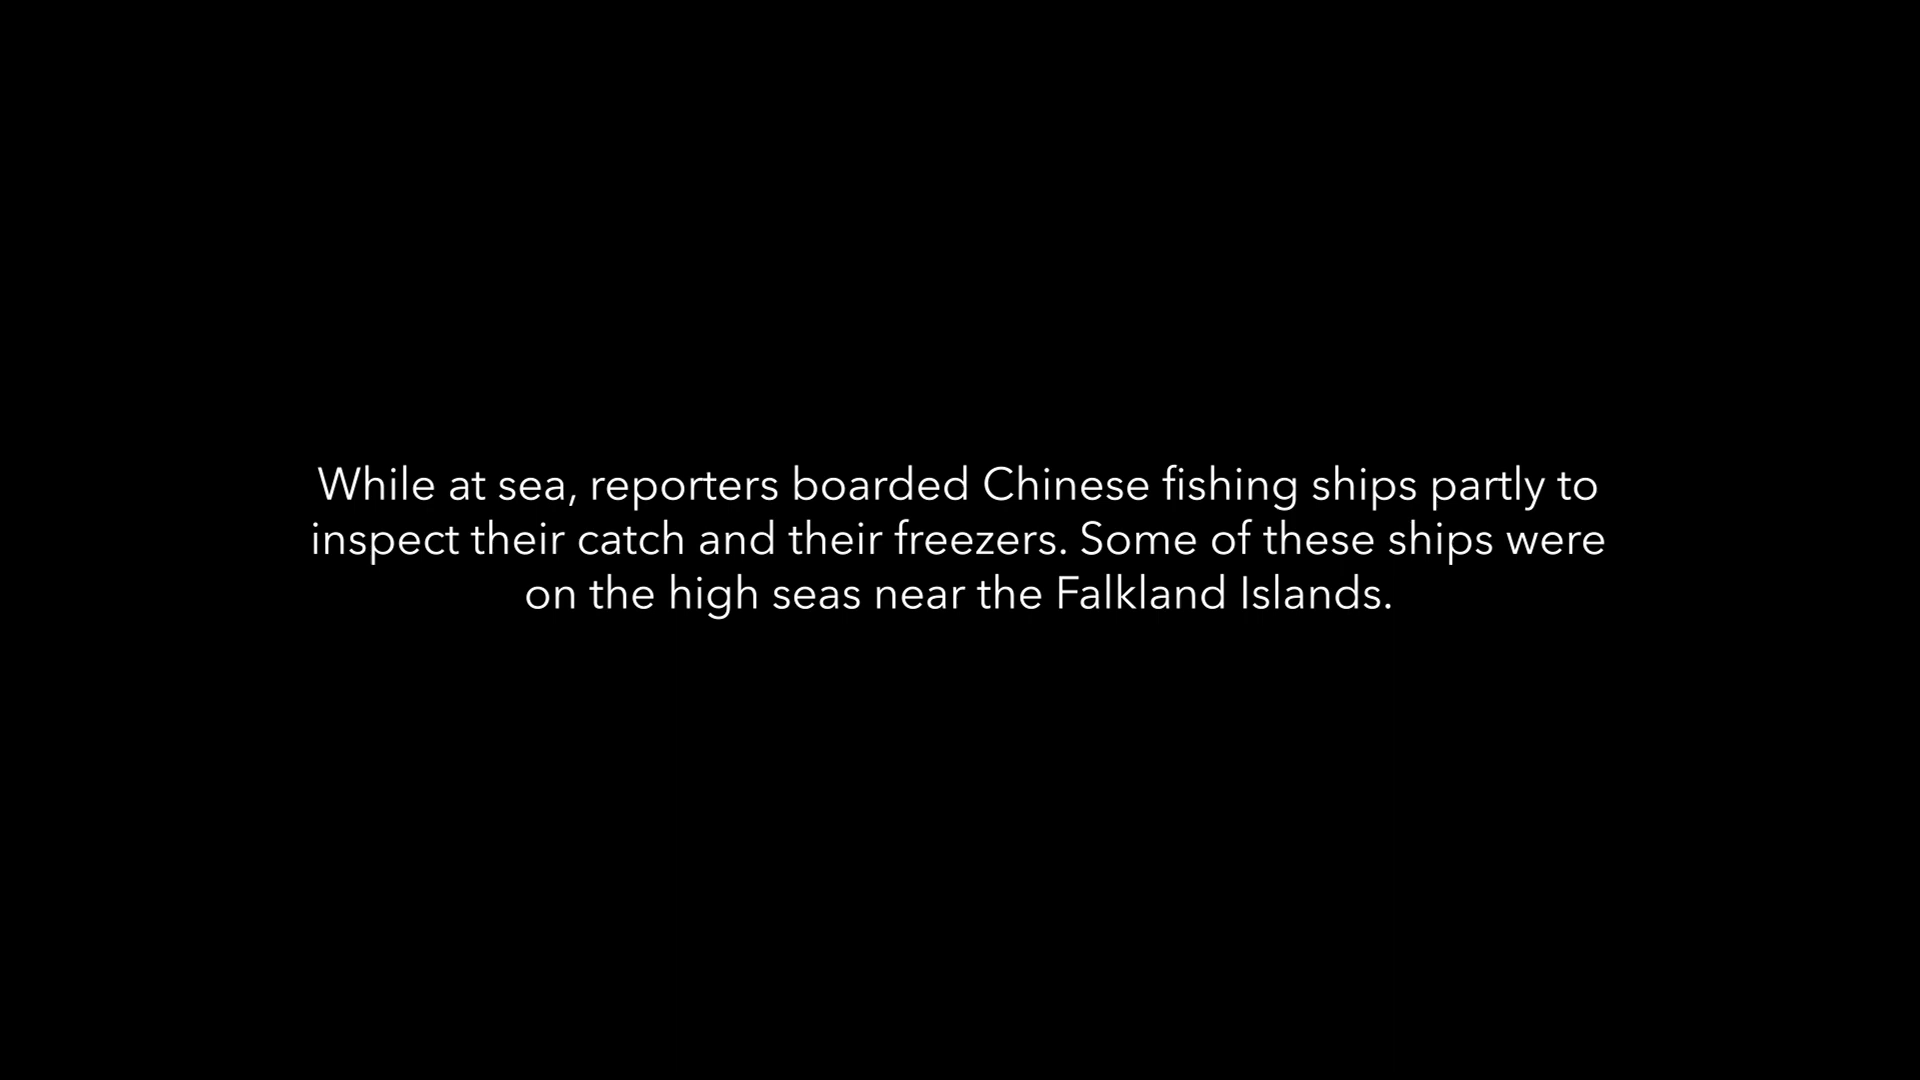 While at sea, reporters boarded Chinese fishing ships partly to
inspect their catch and their freezers. Some of these ships were
on the high seas near the Falkland Islands.